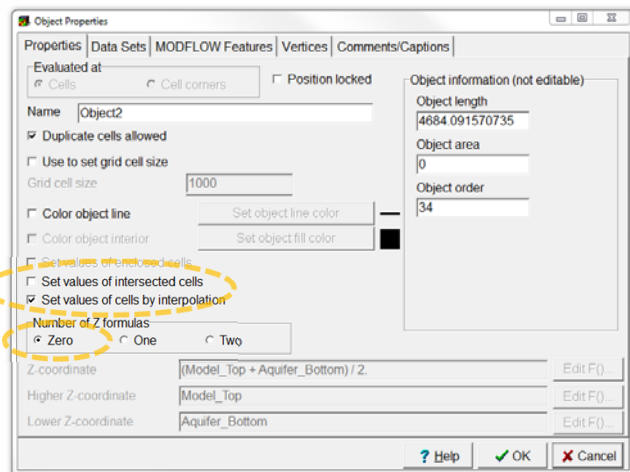 Object Properties
Properties Data Sets MODFLOW Features Vertices Comments/Captions
Evaluated at
Cells Cell corners
Position locked
Name Object2
Duplicate cells allowed
Use to set grid cell size
Grid cell size 1000
Color object line Set object line color
Color object interior Set object fill color
Set values of enclosed cells
Set values of intersected cells
Set values of cells by interpolation
Number of Z formulas
Zero One Two
Object information (not editable)
Object length
4684.091570735
Object area
0
Object order
34
Z-coordinate (Model_Top + Aquifer_Bottom) / 2. Edit F()...
Higher Z-coordinate Model_Top Edit F()...
Lower Z-coordinate Aquifer_Bottom Edit F()...
? Help OK Cancel